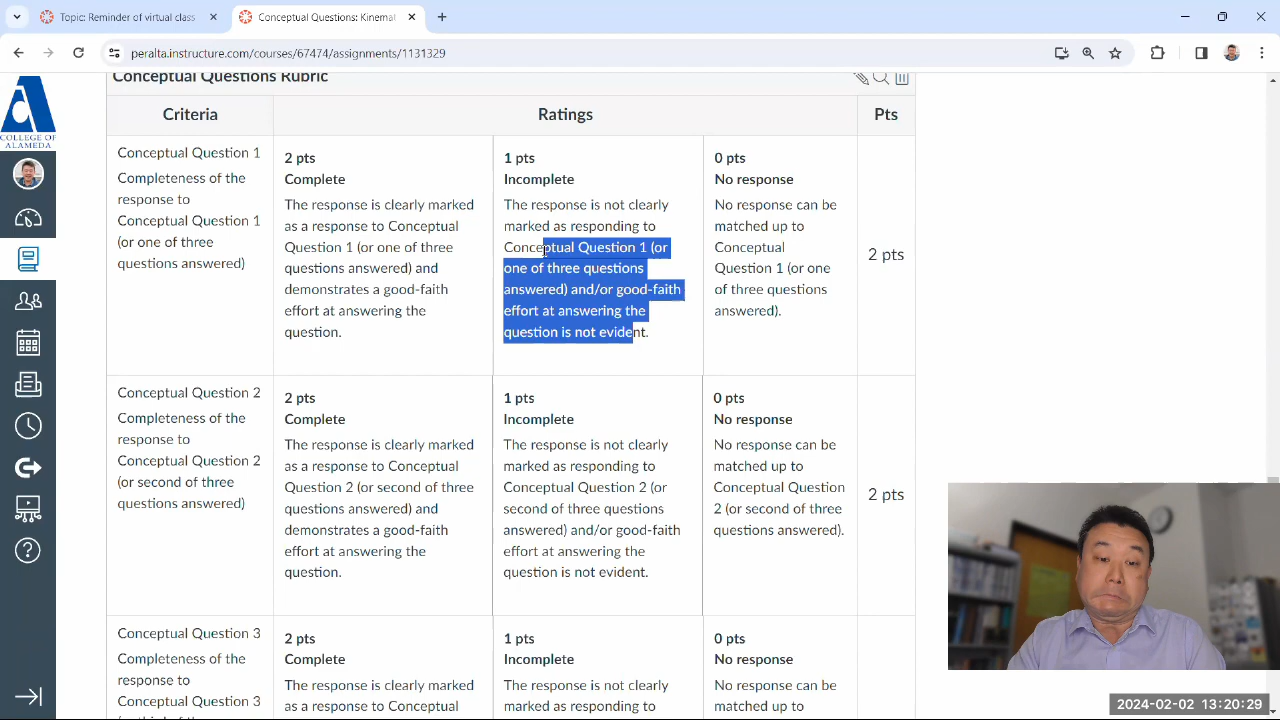 Topic: Reminder of virtual class
Conceptual Questions: Kinemat
peralta.instructure.com/courses/67474/assignments/1131329
COLLEGE OF
ALAMEDA
Conceptual Questions Rubric
Criteria
Ratings
Pts
Conceptual Question 1
Completeness of the
response to
Conceptual Question 1
(or one of three
questions answered)
2 pts
Complete
The response is clearly marked
as a response to Conceptual
Question 1 (or one of three
questions answered) and
demonstrates a good-faith
effort at answering the
question.
1 pts
Incomplete
The response is not clearly
marked as responding to
Conceptual Question 1 (or
one of three questions
answered) and/or good-faith
effort at answering the
question is not evident.
0 pts
No response
No response can be
matched up to
Conceptual
Question 1 (or one
of three questions
answered).
2 pts
Conceptual Question 2
Completeness of the
response to
Conceptual Question 2
(or second of three
questions answered)
2 pts
Complete
The response is clearly marked
as a response to Conceptual
Question 2 (or second of three
questions answered) and
demonstrates a good-faith
effort at answering the
question.
1 pts
Incomplete
The response is not clearly
marked as responding to
Conceptual Question 2 (or
second of three questions
answered) and/or good-faith
effort at answering the
question is not evident.
0 pts
No response
No response can be
matched up to
Conceptual Question
2 (or second of three
questions answered).
2 pts
Conceptual Question 3
Completeness of the
response to
Conceptual Question 3
2 pts
Complete
The response is clearly marked
as a response to Conceptual
1 pts
Incomplete
The response is not clearly
marked as responding to
0 pts
No response
No response can be
matched up to
2024-02-02 13:20:29